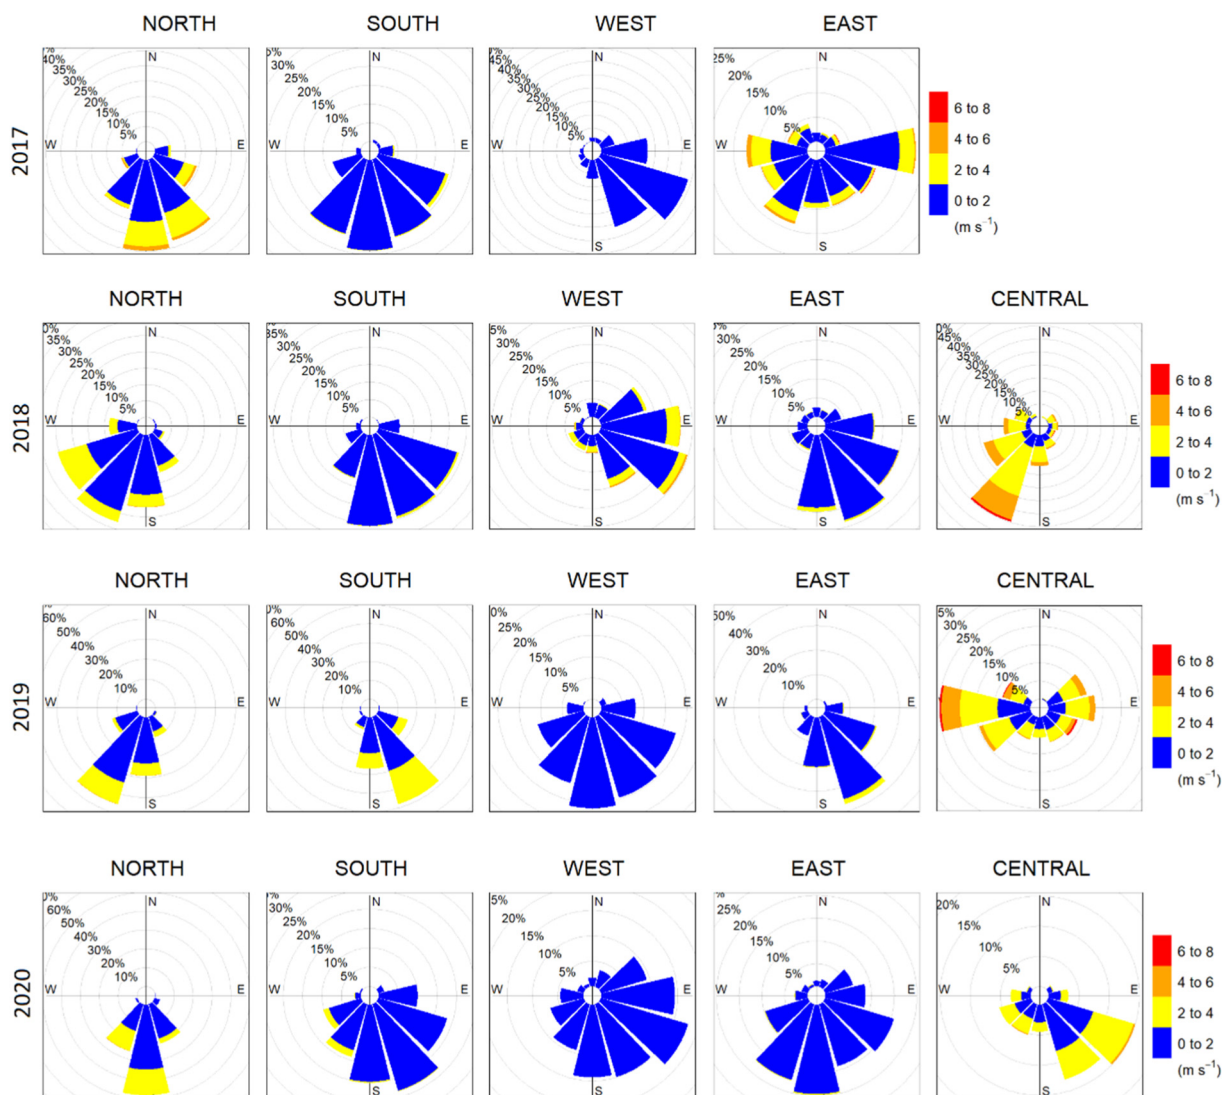 NORTH SOUTH WEST EAST
2017
40% 35% 30% 25% 20% 15% 10% 5% N W E S
30% 25% 20% 15% 10% 5% N W E S
45% 40% 35% 30% 25% 20% 15% 10% 5% N W E S
25% 20% 15% 10% 5% N W E S
6 to 8
4 to 6
2 to 4
0 to 2
(m s⁻¹)
NORTH SOUTH WEST EAST CENTRAL
2018
35% 30% 25% 20% 15% 10% 5% N W E S
35% 30% 25% 20% 15% 10% 5% N W E S
30% 25% 20% 15% 10% 5% N W E S
30% 25% 20% 15% 10% 5% N W E S
45% 40% 35% 30% 25% 20% 15% 10% 5% N W E S
6 to 8
4 to 6
2 to 4
0 to 2
(m s⁻¹)
NORTH SOUTH WEST EAST CENTRAL
2019
60% 50% 40% 30% 20% 10% N W E S
60% 50% 40% 30% 20% 10% N W E S
25% 20% 15% 10% 5% N W E S
50% 40% 30% 20% 10% N W E S
30% 25% 20% 15% 10% 5% N W E S
6 to 8
4 to 6
2 to 4
0 to 2
(m s⁻¹)
NORTH SOUTH WEST EAST CENTRAL
2020
60% 50% 40% 30% 20% 10% N W E
30% 25% 20% 15% 10% 5% N W E S
20% 15% 10% 5% N W E S
25% 20% 15% 10% 5% N W E
20% 15% 10% 5% N W E S
6 to 8
4 to 6
2 to 4
0 to 2
(m s⁻¹)